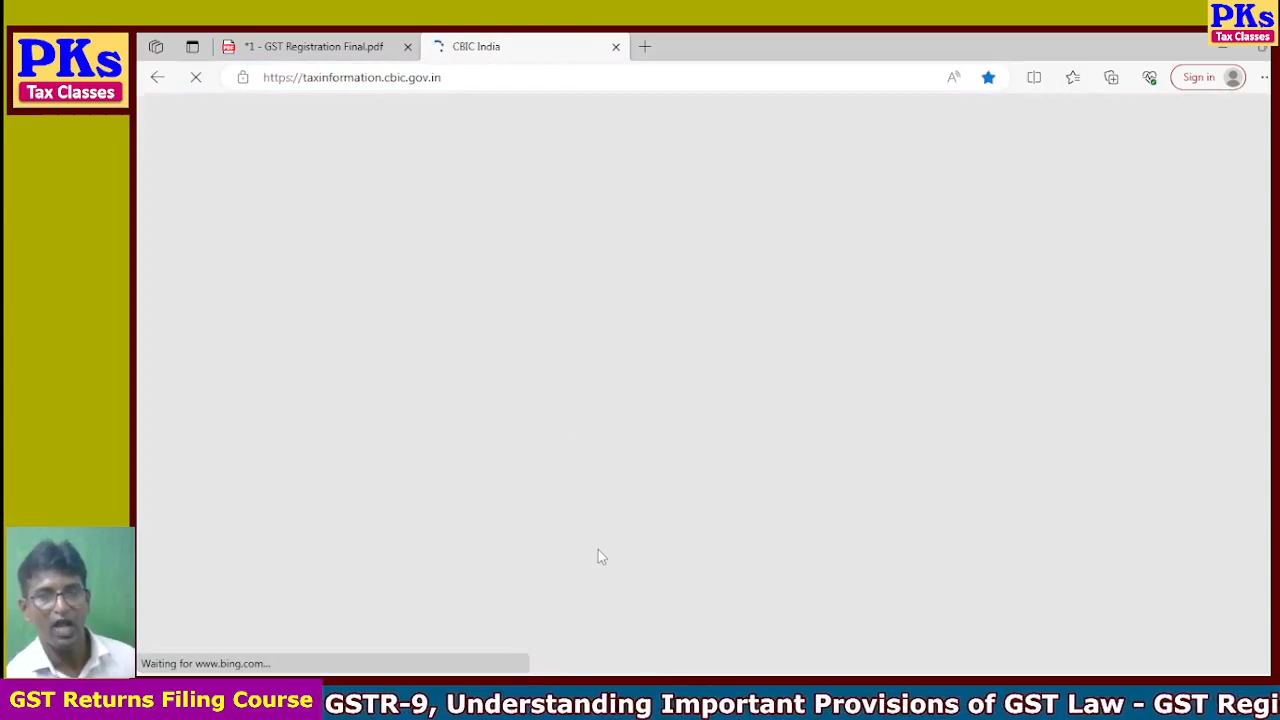 PKs
Tax Classes
*1 - GST Registration Final.pdf
CBIC India
https://taxinformation.cbic.gov.in
Sign in
PKs
Tax Classes
Waiting for www.bing.com...
GST Returns Filing Course
GSTR-9, Understanding Important Provisions of GST Law - GST Regi